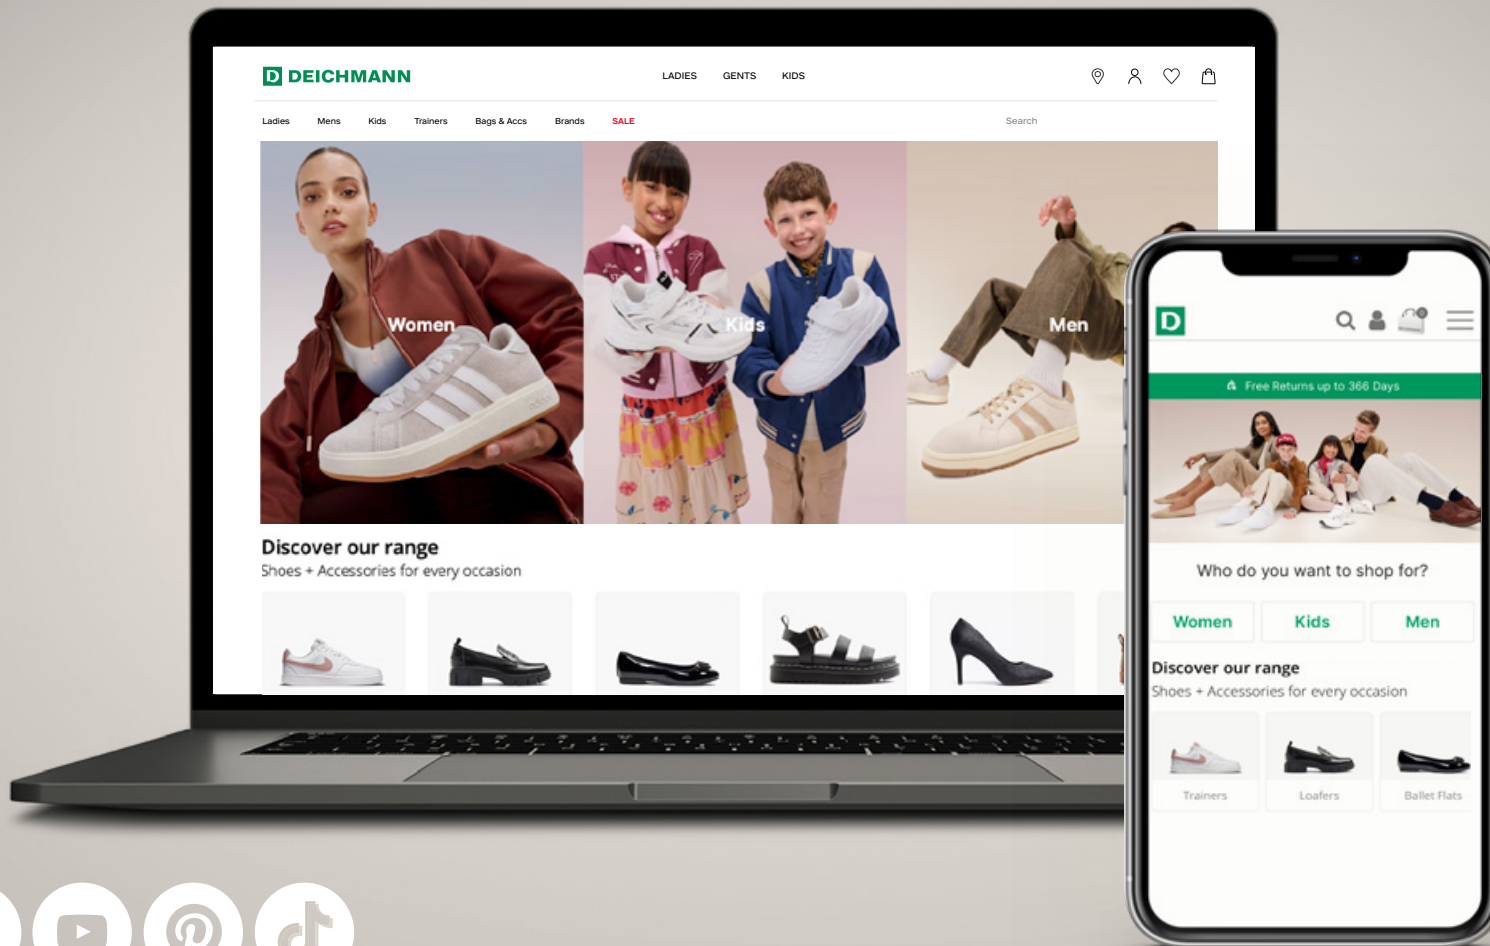 D DEICHMANN
LADIES GENTS KIDS
Ladies Mens Kids Trainers Bags & Accs Brands SALE Search
Women
Kids
Men
adidas
Discover our range
Shoes + Accessories for every occasion
D
0
Free Returns up to 366 Days
Who do you want to shop for?
Women Kids Men
Discover our range
Shoes + Accessories for every occasion
Trainers Loafers Ballet Flats